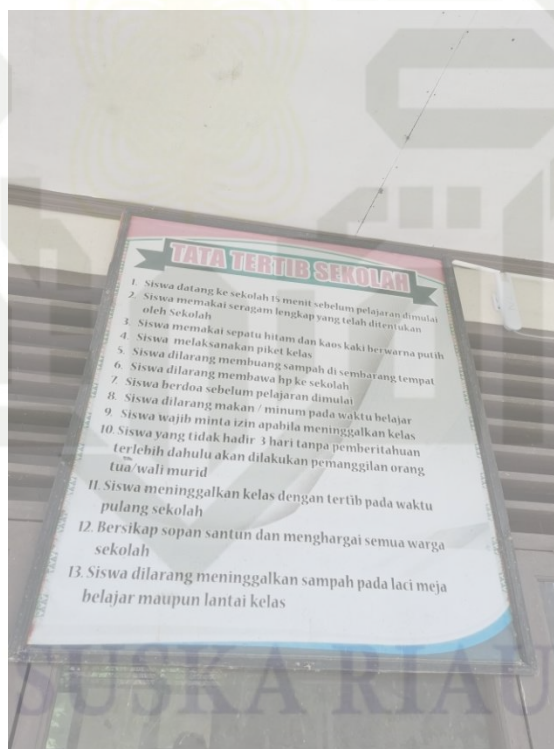 TATA TERTIB SEKOLAH
1. Siswa datang ke sekolah 15 menit sebelum pelajaran dimulai
2. Siswa memakai seragam lengkap yang telah ditentukan
oleh Sekolah
3. Siswa memakai sepatu hitam dan kaos kaki berwarna putih
4. Siswa melaksanakan piket kelas
5. Siswa dilarang membuang sampah di sembarang tempat
6. Siswa dilarang membawa hp ke sekolah
7. Siswa berdoa sebelum pelajaran dimulai
8. Siswa dilarang makan / minum pada waktu belajar
9. Siswa wajib minta izin apabila meninggalkan kelas
10. Siswa yang tidak hadir 3 hari tanpa pemberitahuan
terlebih dahulu akan dilakukan pemanggilan orang
tua/wali murid
11. Siswa meninggalkan kelas dengan tertib pada waktu
pulang sekolah
12. Bersikap sopan santun dan menghargai semua warga
sekolah
13. Siswa dilarang meninggalkan sampah pada laci meja
belajar maupun lantai kelas
SUSKA RIAU